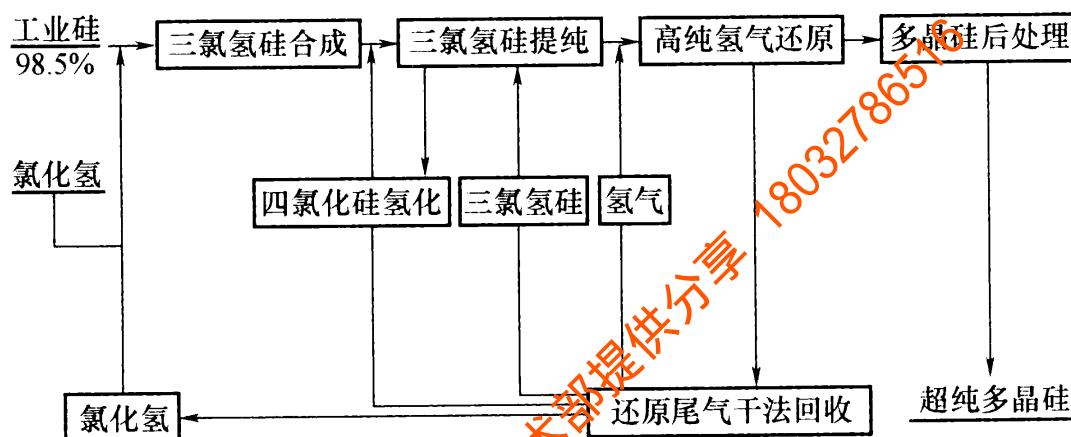 工业硅
98.5%
三氯氢硅合成
三氯氢硅提纯
高纯氢气还原
多晶硅后处理
氯化氢
四氯化硅氢化
三氯氢硅
氢气
氯化氢
还原尾气干法回收
超纯多晶硅
术部提供分享 18032786516